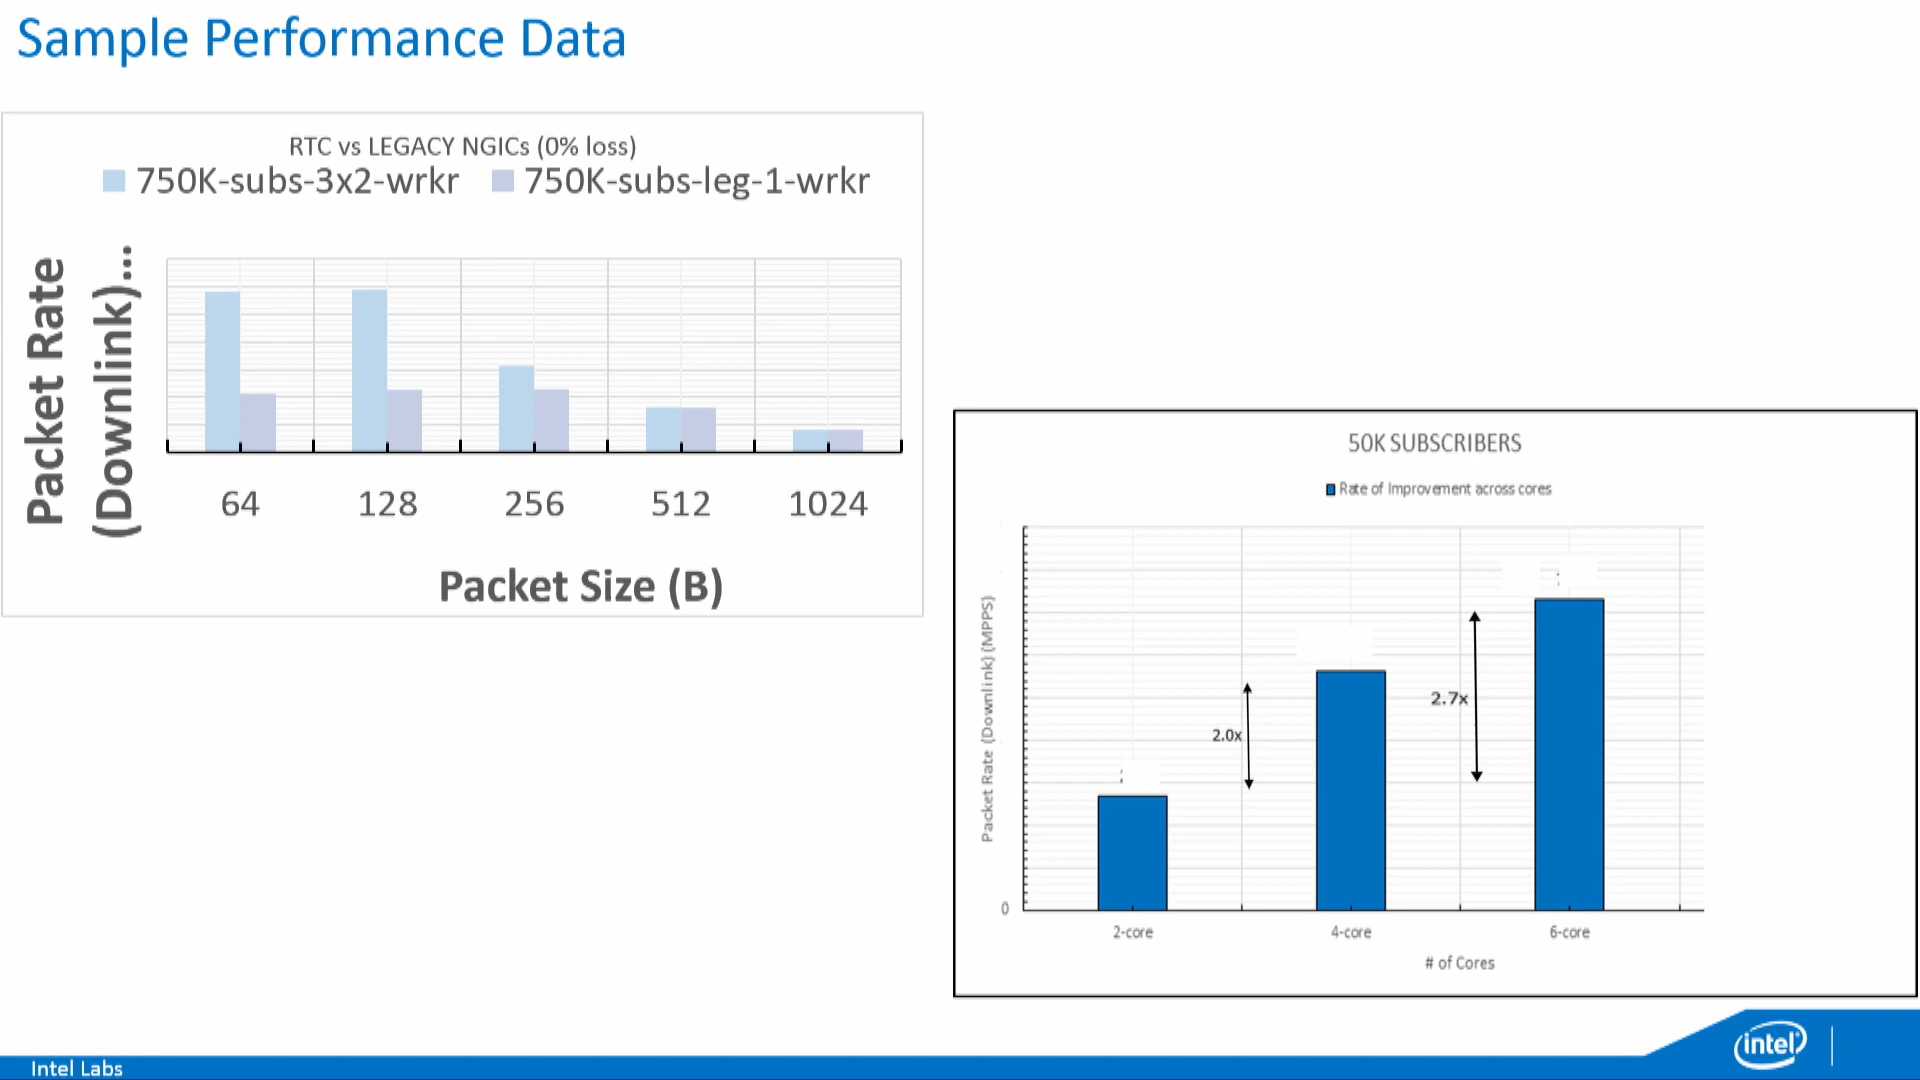 Sample Performance Data
RTC vs LEGACY NGICs (0% loss)
750K-subs-3x2-wrkr 750K-subs-leg-1-wrkr
Packet Rate
(Downlink)...
64 128 256 512 1024
Packet Size (B)
50K SUBSCRIBERS
Rate of Improvement across cores
Packet Rate (Downlink) (MPPS)
2.0x
2.7x
0
2-core 4-core 6-core
# of Cores
Intel Labs
intel